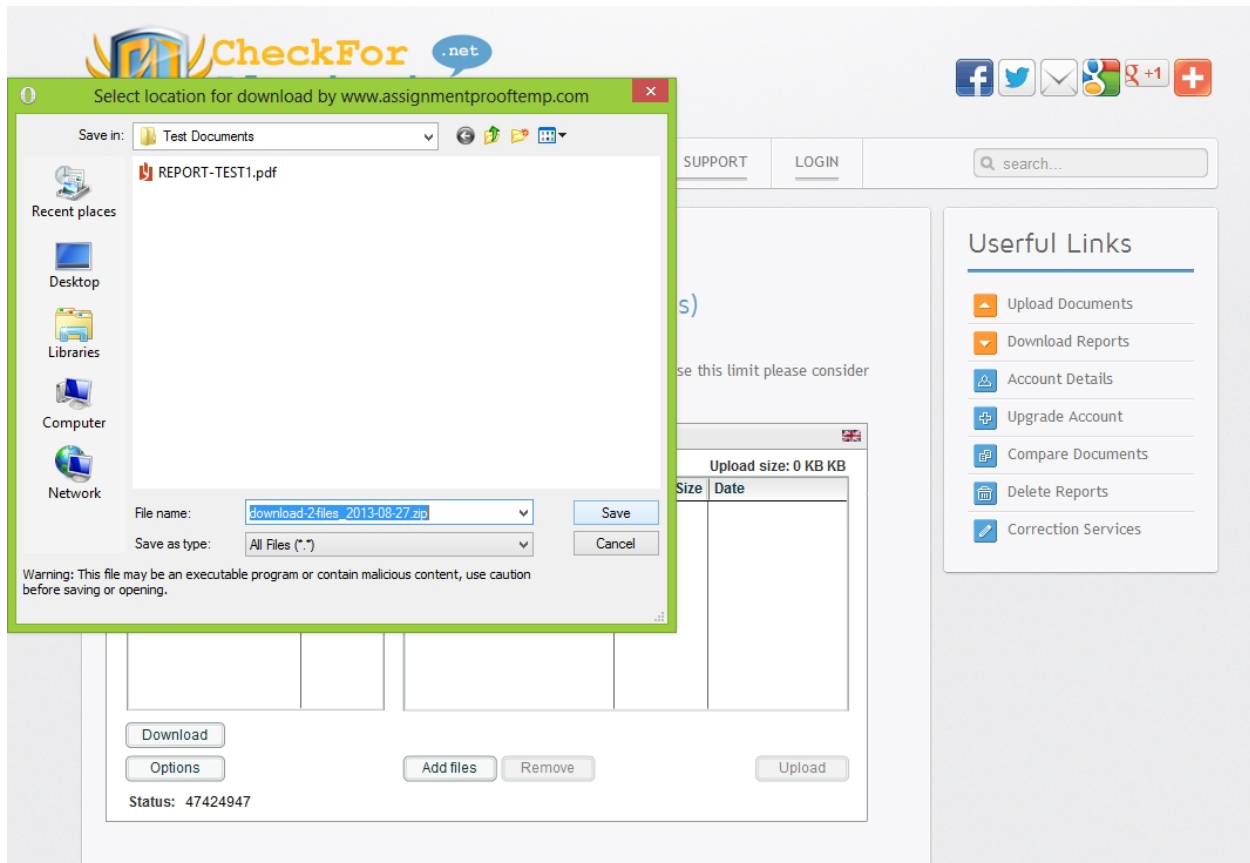 CheckFor .net
Select location for download by www.assignmentprooftemp.com
g +1
Save in: Test Documents
REPORT-TEST1.pdf
SUPPORT LOGIN
search...
Recent places
Desktop
Libraries
Computer
Network
File name: download-2-files_2013-08-27.zip Save
Save as type: All Files (*.*) Cancel
Warning: This file may be an executable program or contain malicious content, use caution
before saving or opening.
s)
se this limit please consider
Upload size: 0 KB KB
Size Date
Userful Links
Upload Documents
Download Reports
Account Details
Upgrade Account
Compare Documents
Delete Reports
Correction Services
Download
Options Add files Remove Upload
Status: 47424947